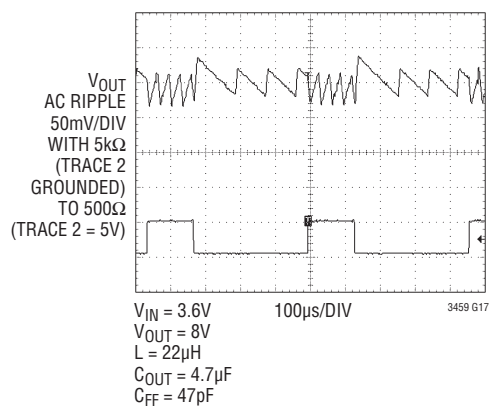 VOUT
AC RIPPLE
50mV/DIV
WITH 5kΩ
(TRACE 2
GROUNDED)
TO 500Ω
(TRACE 2 = 5V)
VIN = 3.6V 100µs/DIV 3459 G17
VOUT = 8V
L = 22µH
COUT = 4.7µF
CFF = 47pF